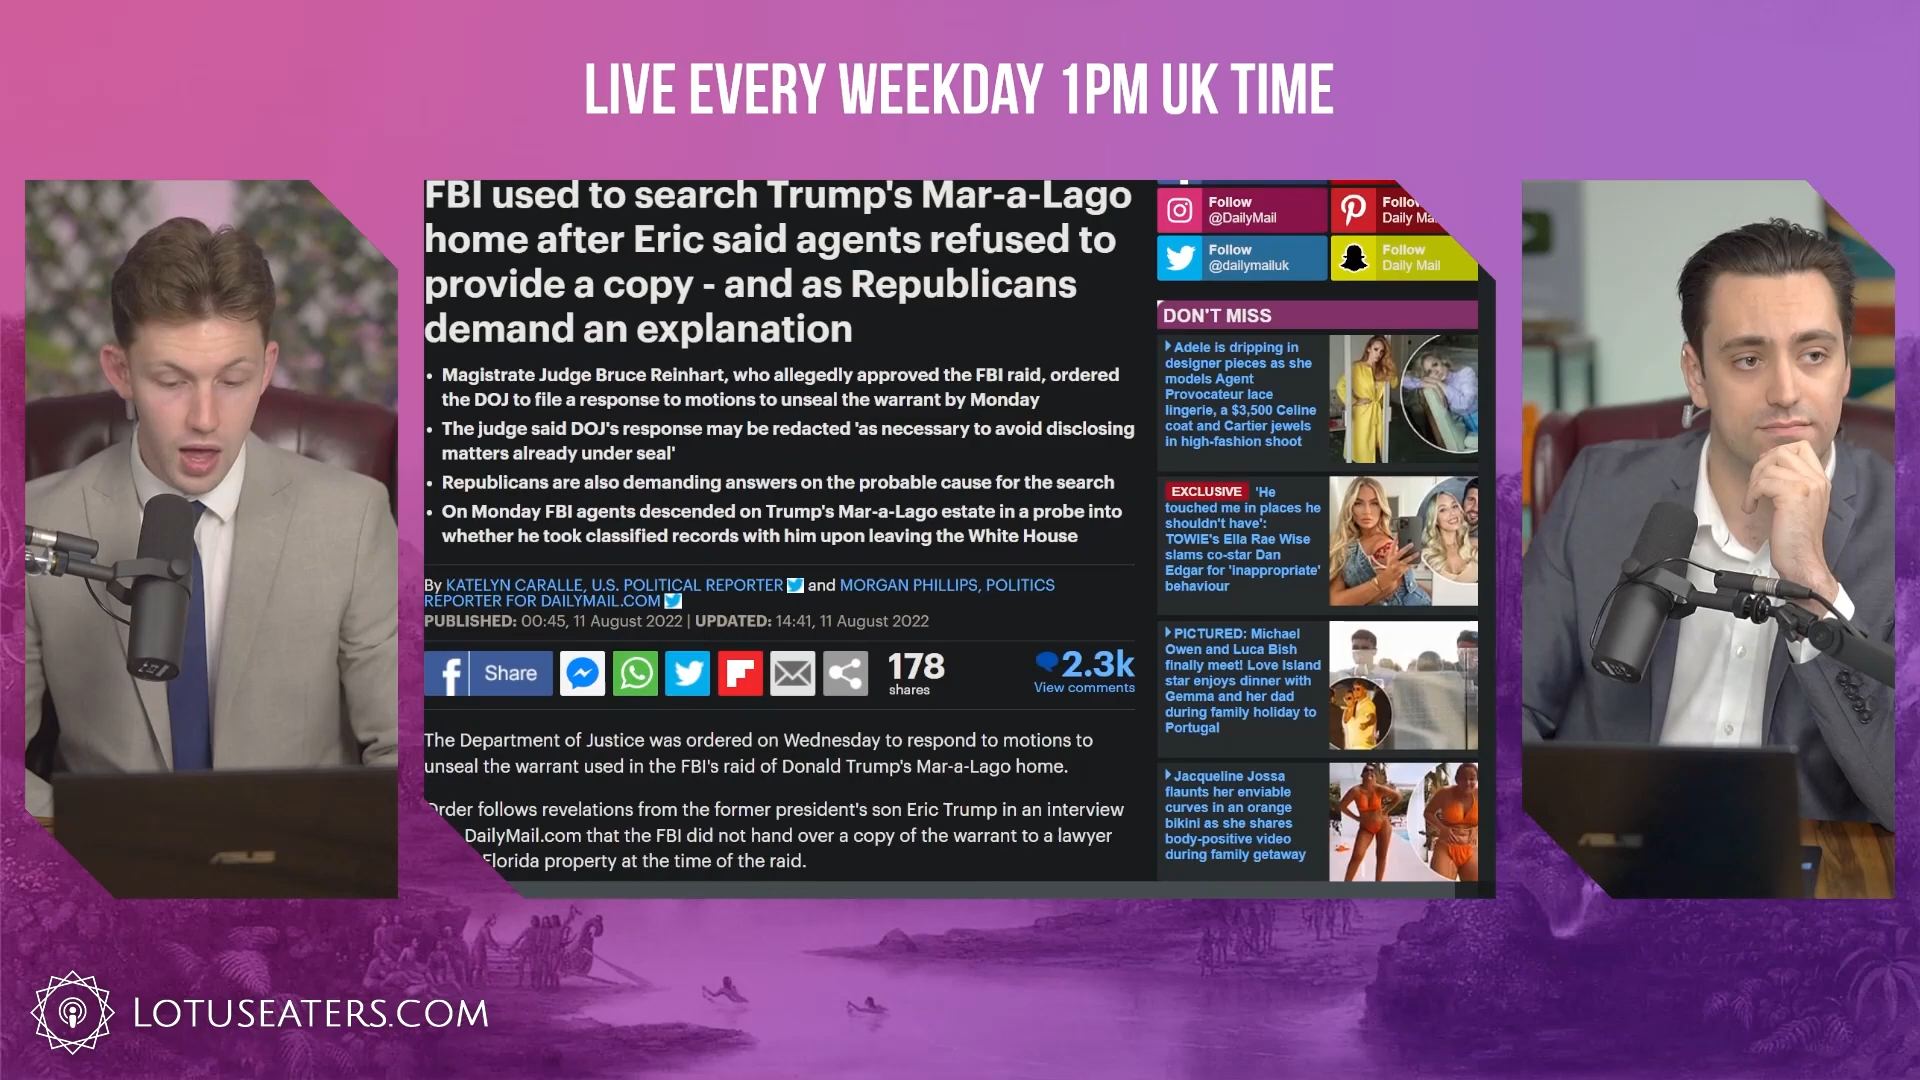 LIVE EVERY WEEKDAY 1PM UK TIME
FBI used to search Trump's Mar-a-Lago
home after Eric said agents refused to
provide a copy - and as Republicans
demand an explanation
• Magistrate Judge Bruce Reinhart, who allegedly approved the FBI raid, ordered
the DOJ to file a response to motions to unseal the warrant by Monday
• The judge said DOJ's response may be redacted 'as necessary to avoid disclosing
matters already under seal'
• Republicans are also demanding answers on the probable cause for the search
• On Monday FBI agents descended on Trump's Mar-a-Lago estate in a probe into
whether he took classified records with him upon leaving the White House
By KATELYN CARALLE, U.S. POLITICAL REPORTER and MORGAN PHILLIPS, POLITICS
REPORTER FOR DAILYMAIL.COM
PUBLISHED: 00:45, 11 August 2022 | UPDATED: 14:41, 11 August 2022
Share
178
shares
2.3k
View comments
The Department of Justice was ordered on Wednesday to respond to motions to
unseal the warrant used in the FBI's raid of Donald Trump's Mar-a-Lago home.
Order follows revelations from the former president's son Eric Trump in an interview
DailyMail.com that the FBI did not hand over a copy of the warrant to a lawyer
Florida property at the time of the raid.
Follow
@DailyMail
Follow
Daily Ma
Follow
@dailymailuk
Follow
Daily Mail
DON'T MISS
Adele is dripping in
designer pieces as she
models Agent
Provocateur lace
lingerie, a $3,500 Celine
coat and Cartier jewels
in high-fashion shoot
EXCLUSIVE 'He
touched me in places he
shouldn't have':
TOWIE's Ella Rae Wise
slams co-star Dan
Edgar for 'inappropriate'
behaviour
PICTURED: Michael
Owen and Luca Bish
finally meet! Love Island
star enjoys dinner with
Gemma and her dad
during family holiday to
Portugal
Jacqueline Jossa
flaunts her enviable
curves in an orange
bikini as she shares
body-positive video
during family getaway
LOTUSEATERS.COM